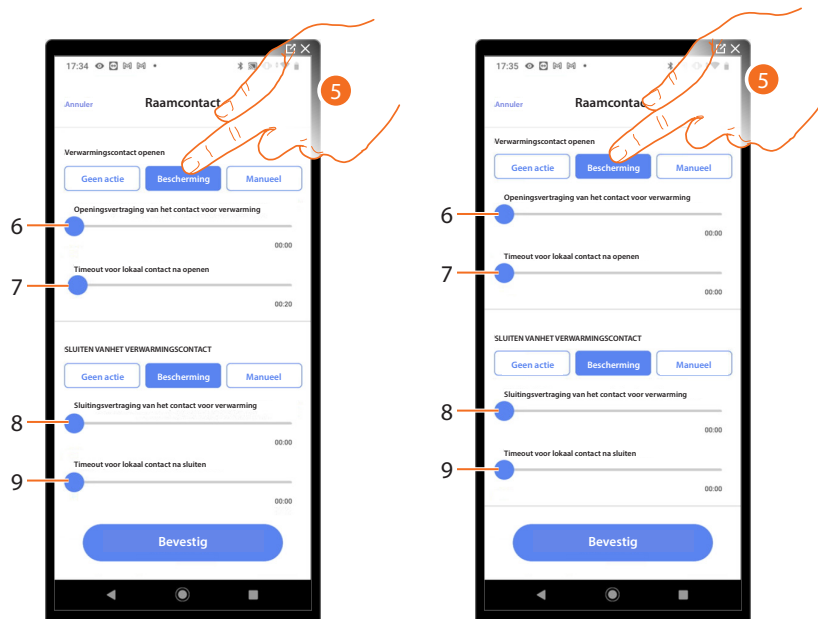 17:34
Annuler
Raamcontact
5
Verwarmingscontact openen
Geen actie
Bescherming
Manueel
Openingsvertraging van het contact voor verwarming
6
00:00
Timeout voor lokaal contact na openen
7
00:20
SLUITEN VANHET VERWARMINGSCONTACT
Geen actie
Bescherming
Manueel
Sluitingsvertraging van het contact voor verwarming
8
00:00
Timeout voor lokaal contact na sluiten
9
00:00
Bevestig
17:35
Annuler
Raamcontac
5
Verwarmingscontact openen
Geen actie
Bescherming
Manueel
Openingsvertraging van het contact voor verwarming
6
00:00
Timeout voor lokaal contact na openen
7
00:00
SLUITEN VANHET VERWARMINGSCONTACT
Geen actie
Bescherming
Manueel
Sluitingsvertraging van het contact voor verwarming
8
00:00
Timeout voor lokaal contact na sluiten
9
00:00
Bevestig